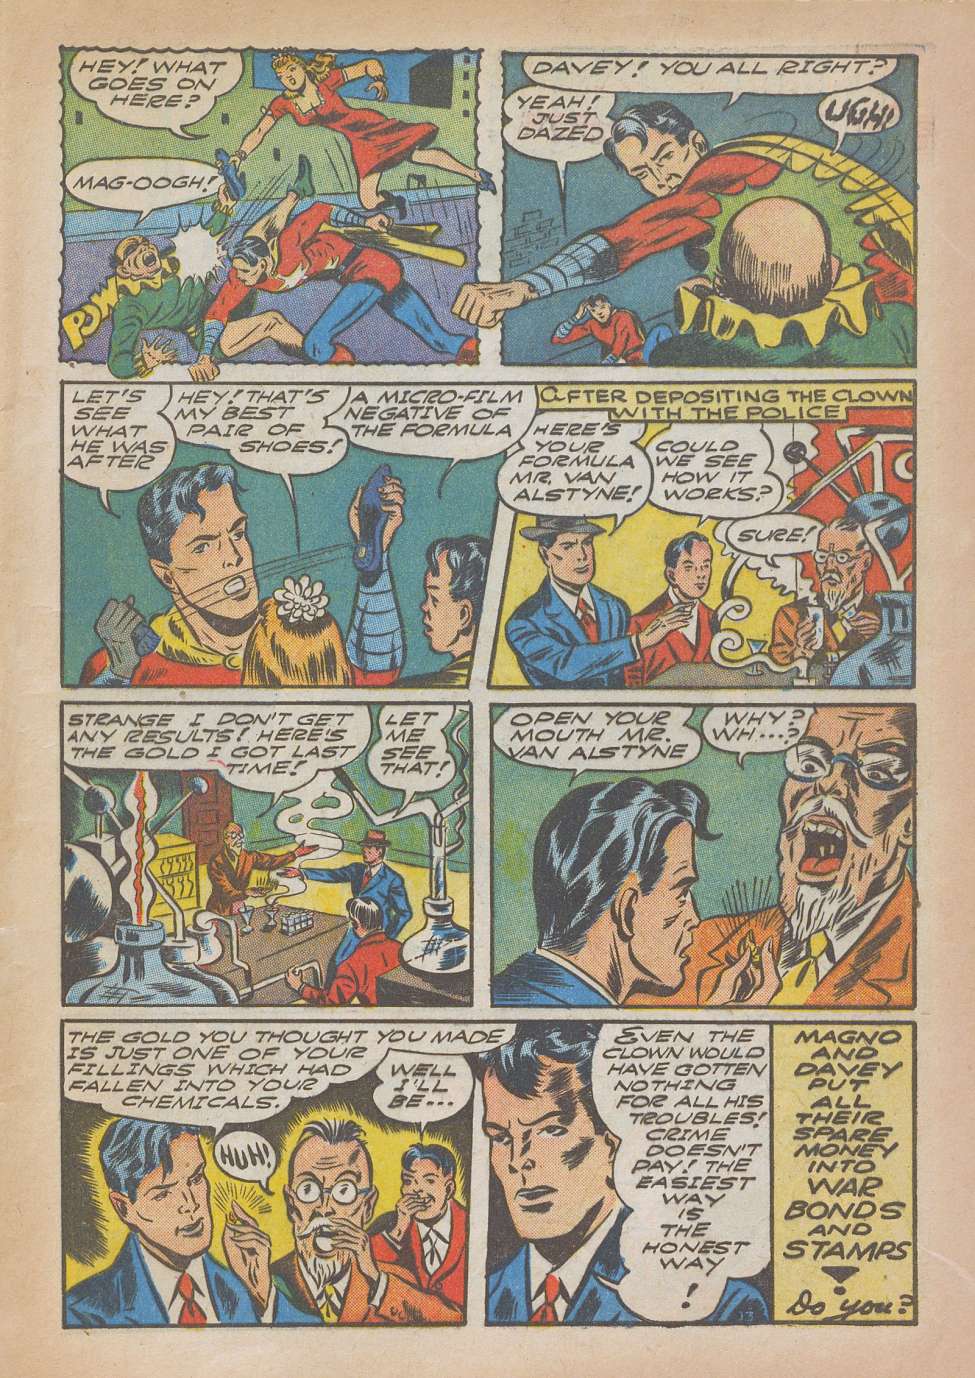 HEY! WHAT
GOES ON
HERE?
MAG-OOGH!
POW
DAVEY! YOU ALL RIGHT?
YEAH!
JUST
DAZED
UGH!
LET'S
SEE
WHAT
HE WAS
AFTER
HEY! THAT'S
MY BEST
PAIR OF
SHOES!
A MICRO-FILM
NEGATIVE OF
THE FORMULA
AFTER DEPOSITING THE CLOWN
WITH THE POLICE
HERE'S
YOUR
FORMULA
MR. VAN
ALSTYNE!
COULD
WE SEE
HOW IT
WORKS?
SURE!
STRANGE I DON'T GET
ANY RESULTS! HERE'S
THE GOLD I GOT LAST
TIME!
LET
ME
SEE
THAT!
OPEN YOUR
MOUTH MR.
VAN ALSTYNE
WHY?
WH...?
THE GOLD YOU THOUGHT YOU MADE
IS JUST ONE OF YOUR
FILLINGS WHICH HAD
FALLEN INTO YOUR
CHEMICALS.
HUH!
WELL
I'LL
BE...
EVEN THE
CLOWN WOULD
HAVE GOTTEN
NOTHING
FOR ALL HIS
TROUBLES!
CRIME
DOESN'T
PAY! THE
EASIEST
WAY
IS
THE
HONEST
WAY
!
13
MAGNO
AND
DAVEY
PUT
ALL
THEIR
SPARE
MONEY
INTO
WAR
BONDS
AND
STAMPS
!
Do you?